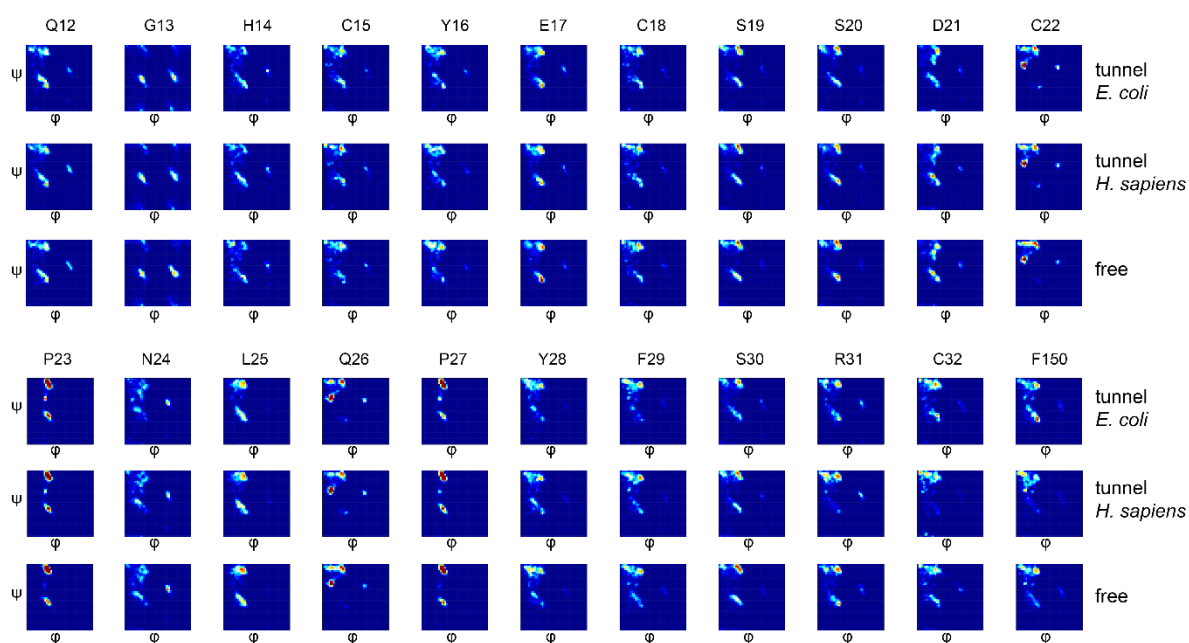 Q12 G13 H14 C15 Y16 E17 C18 S19 S20 D21 C22
ψ tunnel
E. coli
φ φ φ φ φ φ φ φ φ φ φ
ψ tunnel
H. sapiens
φ φ φ φ φ φ φ φ φ φ φ
ψ free
φ φ φ φ φ φ φ φ φ φ φ
P23 N24 L25 Q26 P27 Y28 F29 S30 R31 C32 F150
ψ tunnel
E. coli
φ φ φ φ φ φ φ φ φ φ φ
ψ tunnel
H. sapiens
φ φ φ φ φ φ φ φ φ φ φ
ψ free
φ φ φ φ φ φ φ φ φ φ φ